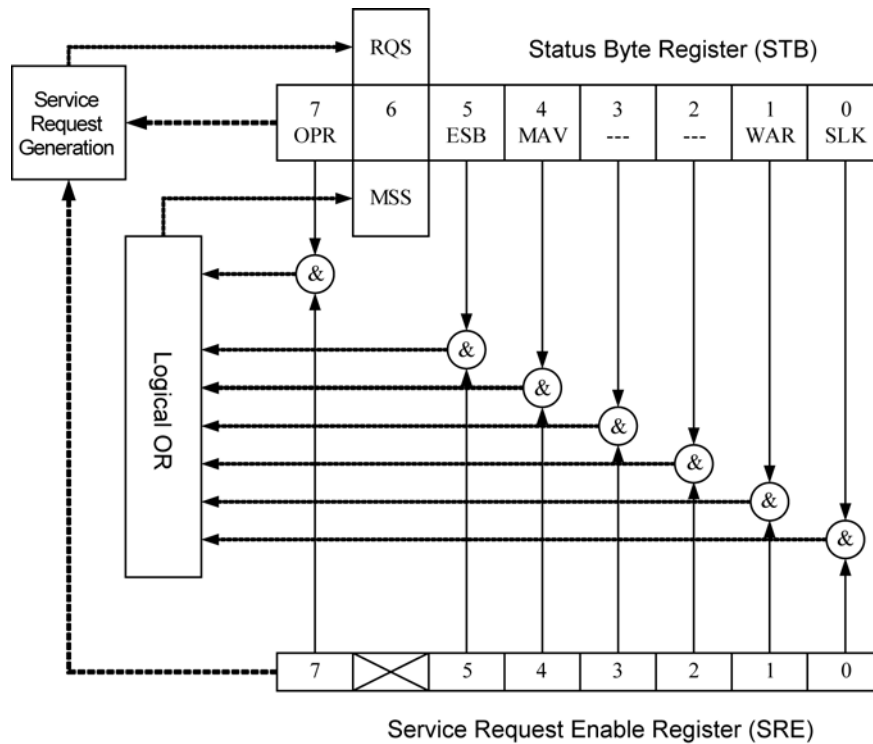 RQS
Status Byte Register (STB)
Service
Request
Generation
7 6 5 4 3 2 1 0
OPR ESB MAV --- --- WAR SLK
MSS
&
&
&
&
&
&
&
Logical OR
7 5 4 3 2 1 0
Service Request Enable Register (SRE)